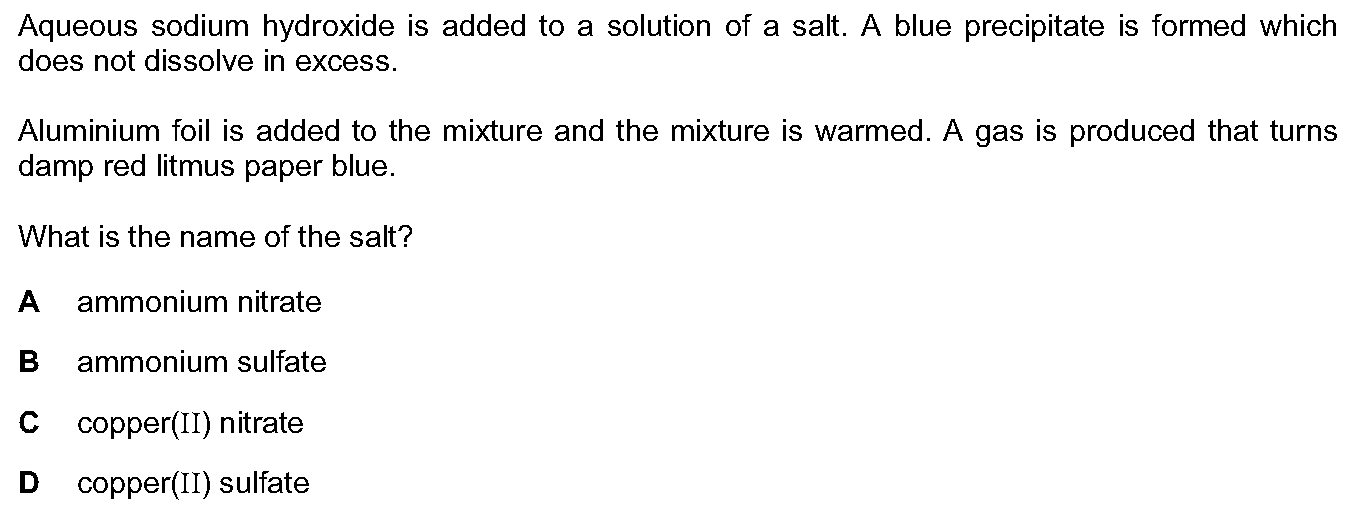 Aqueous sodium hydroxide is added to a solution of a salt. A blue precipitate is formed which
does not dissolve in excess.
Aluminium foil is added to the mixture and the mixture is warmed. A gas is produced that turns
damp red litmus paper blue.
What is the name of the salt?
A ammonium nitrate
B ammonium sulfate
C copper(II) nitrate
D copper(II) sulfate